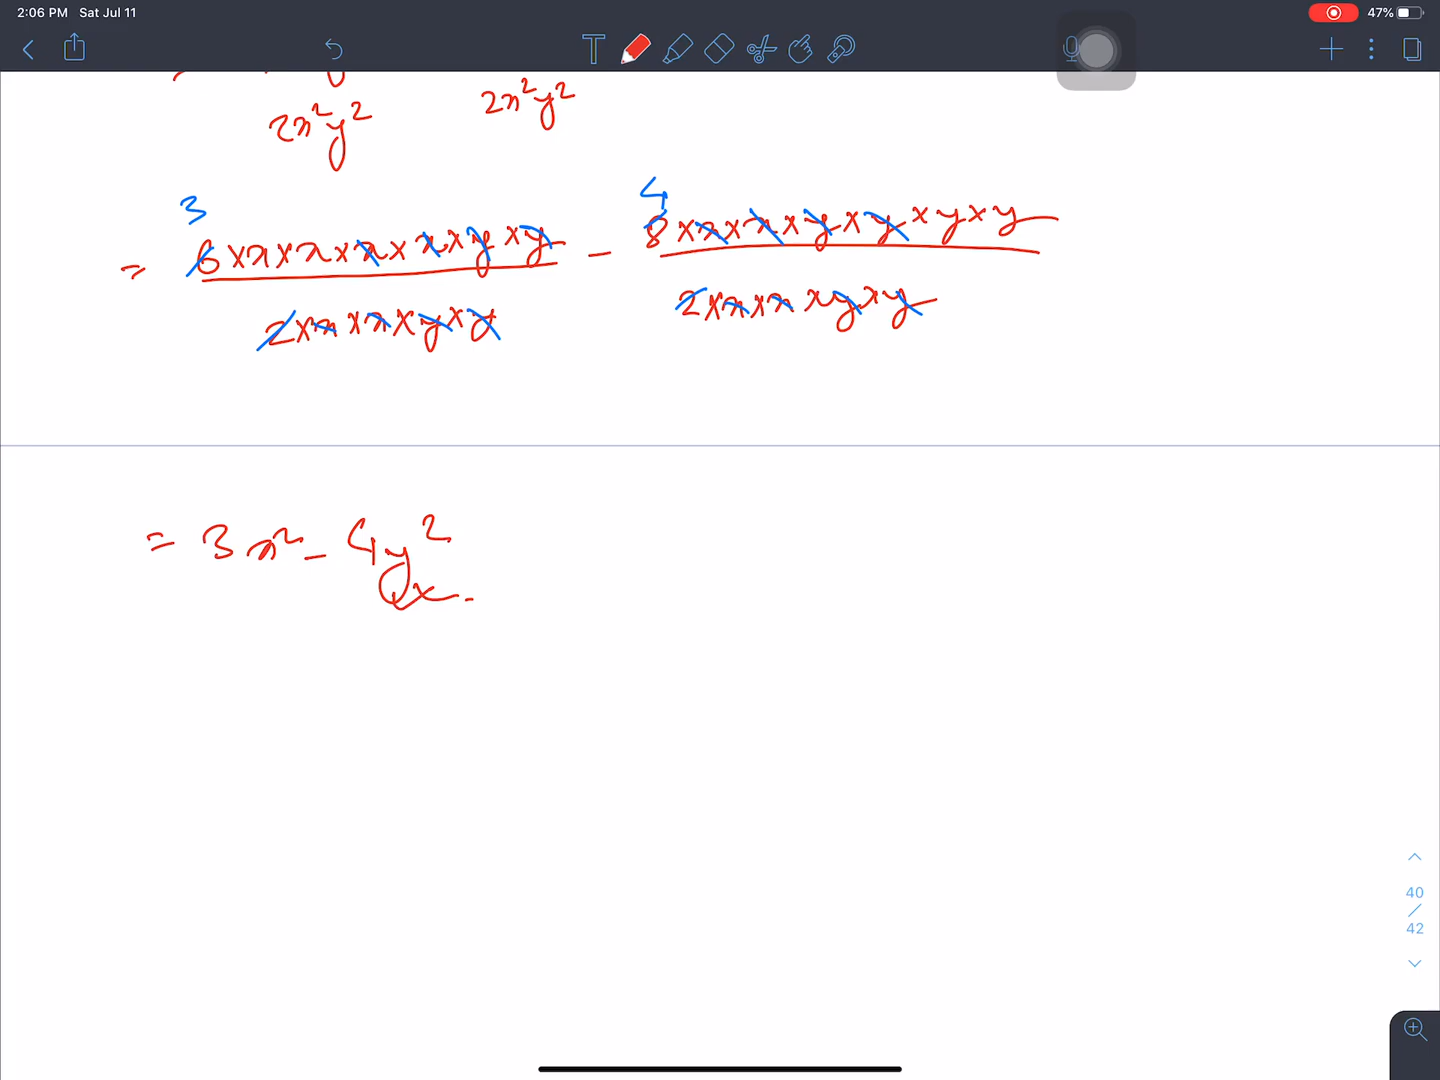 2:06 PM Sat Jul 11 47%
T
2x²y² 2x²y²
3 4
= 6×x×x×x×x×y×y - 8×x×x×y×y×y×y
2×x×x×y×y 2×x×x×y×y
= 3x² - 4y²
40
/
42